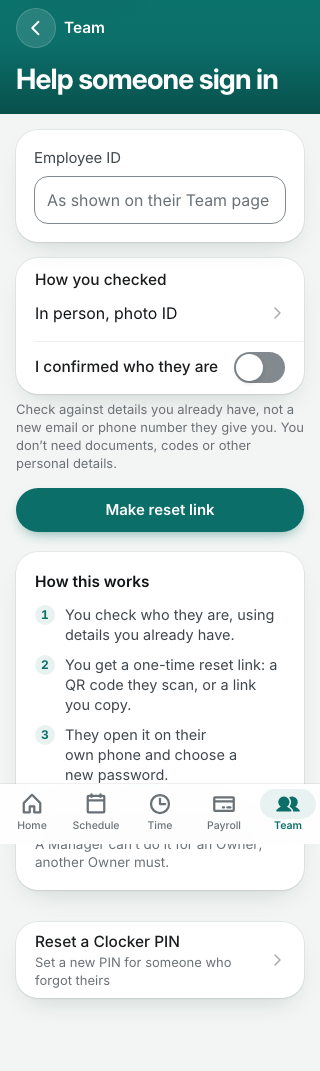 Team
Help someone sign in
Employee ID
As shown on their Team page
How you checked
In person, photo ID
I confirmed who they are
Check against details you already have, not a
new email or phone number they give you. You
don’t need documents, codes or other
personal details.
Make reset link
How this works
1 You check who they are, using
details you already have.
2 You get a one-time reset link: a
QR code they scan, or a link
you copy.
3 They open it on their
own phone and choose a
new password.
Home Schedule Time Payroll Team
A Manager can’t do it for an Owner,
another Owner must.
Reset a Clocker PIN
Set a new PIN for someone who
forgot theirs